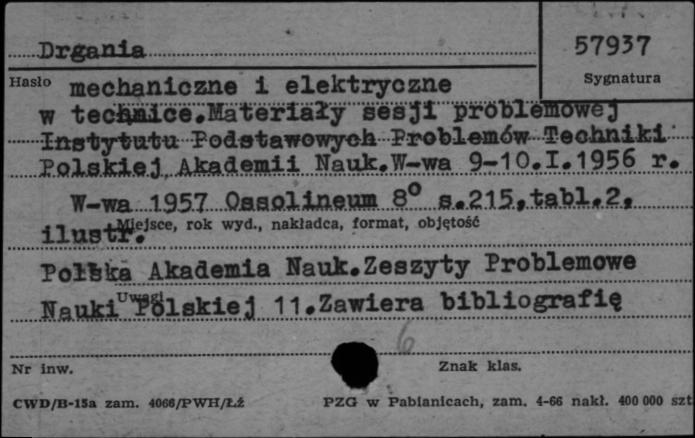 Drgania
57937
Hasło
Sygnatura
mechaniczne i elektryczne
w technice.Materiały sesji problemowej
Instytutu Podstawowych Problemów Techniki
Polskiej Akademii Nauk.W-wa 9-10.I.1956 r.
W-wa 1957 Ossolineum 8° s.215,tabl.2,
Miejsce, rok wyd., nakładca, format, objętość
ilustr.
Polska Akademia Nauk.Zeszyty Problemowe
Uwagi
Nauki Polskiej 11.Zawiera bibliografię
6
Nr inw.
Znak klas.
CWD/B-15a zam. 4066/PWH/Łź
PZG w Pabianicach, zam. 4-66 nakł. 400 000 szt